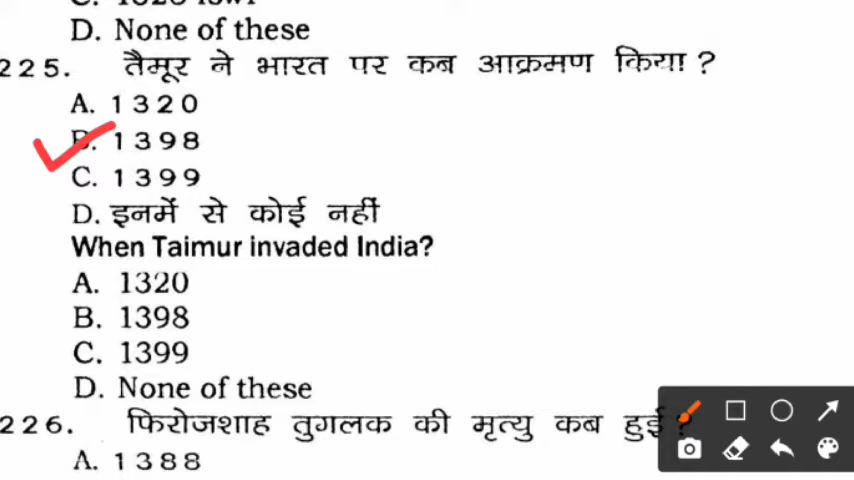 D. None of these
225. तैमूर ने भारत पर कब आक्रमण किया ?
A. 1320
B. 1398
C. 1399
D. इनमें से कोई नहीं
When Taimur invaded India?
A. 1320
B. 1398
C. 1399
D. None of these
226. फिरोजशाह तुगलक की मृत्यु कब हुई ?
A. 1388